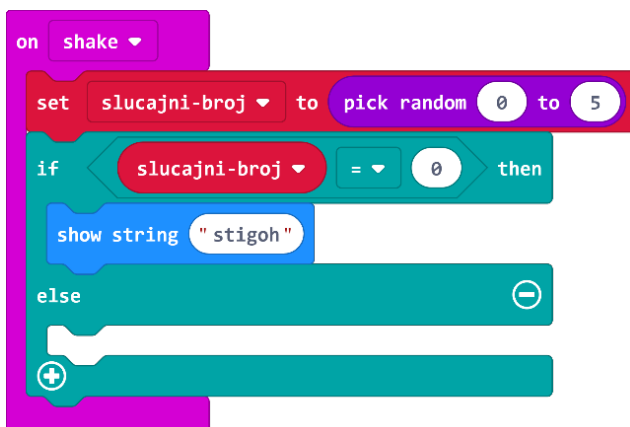 on shake
set slucajni-broj to pick random 0 to 5
if slucajni-broj = 0 then
show string "stigoh"
else